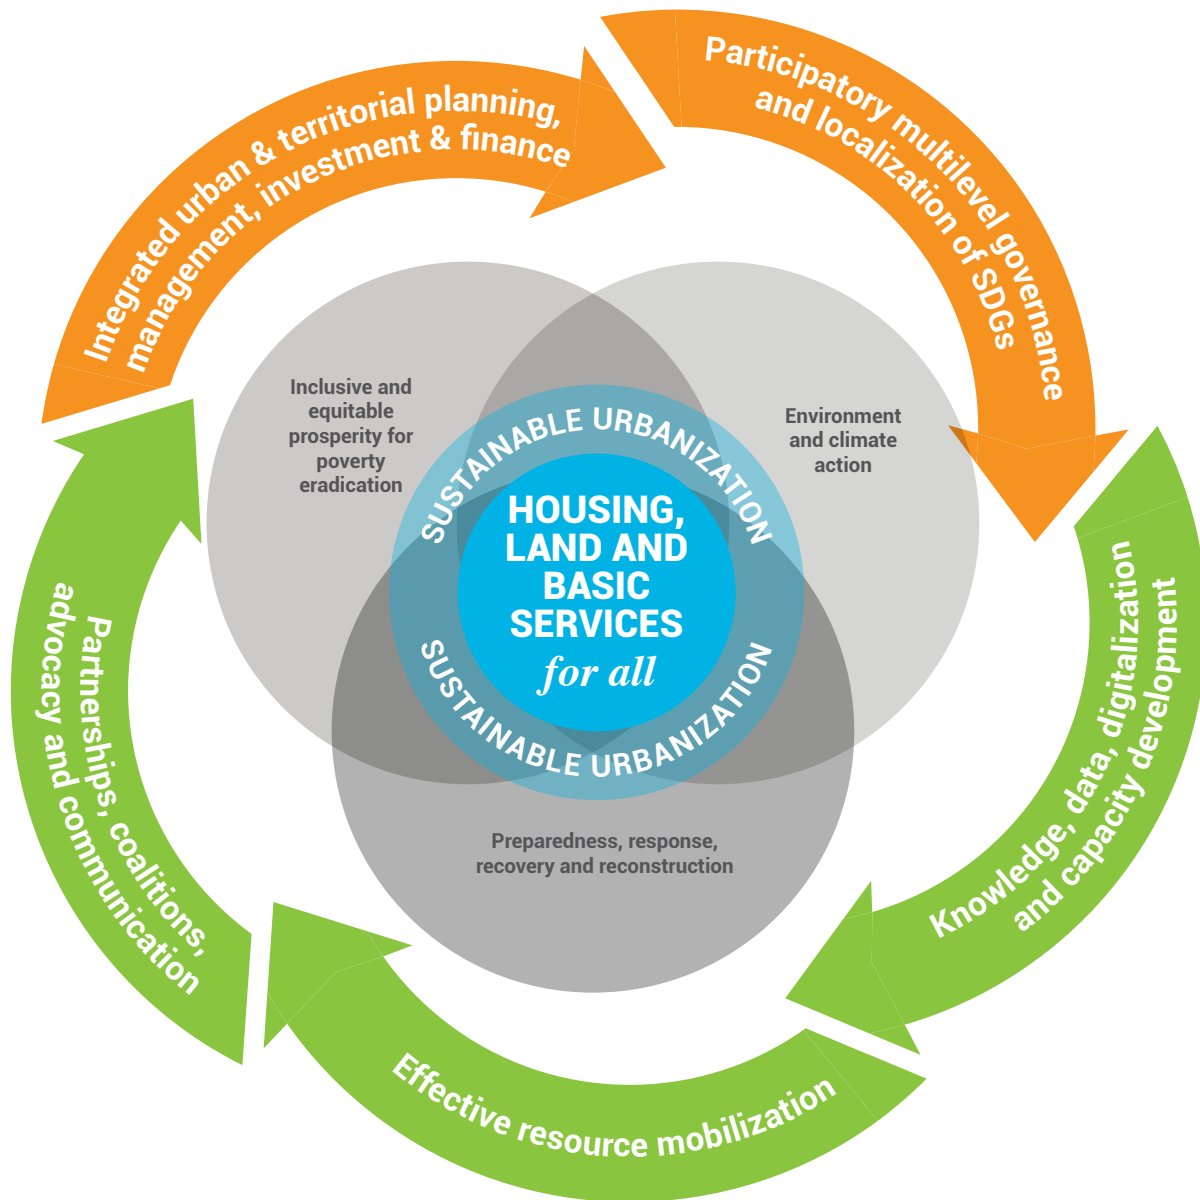 Integrated urban & territorial planning,
management, investment & finance
Participatory multilevel governance
and localization of SDGs
Knowledge, data, digitalization
and capacity development
Effective resource mobilization
Partnerships, coalitions,
advocacy and communication
Inclusive and
equitable
prosperity for
poverty
eradication
Environment
and climate
action
SUSTAINABLE URBANIZATION
HOUSING,
LAND AND
BASIC
SERVICES
for all
SUSTAINABLE URBANIZATION
Preparedness, response,
recovery and reconstruction